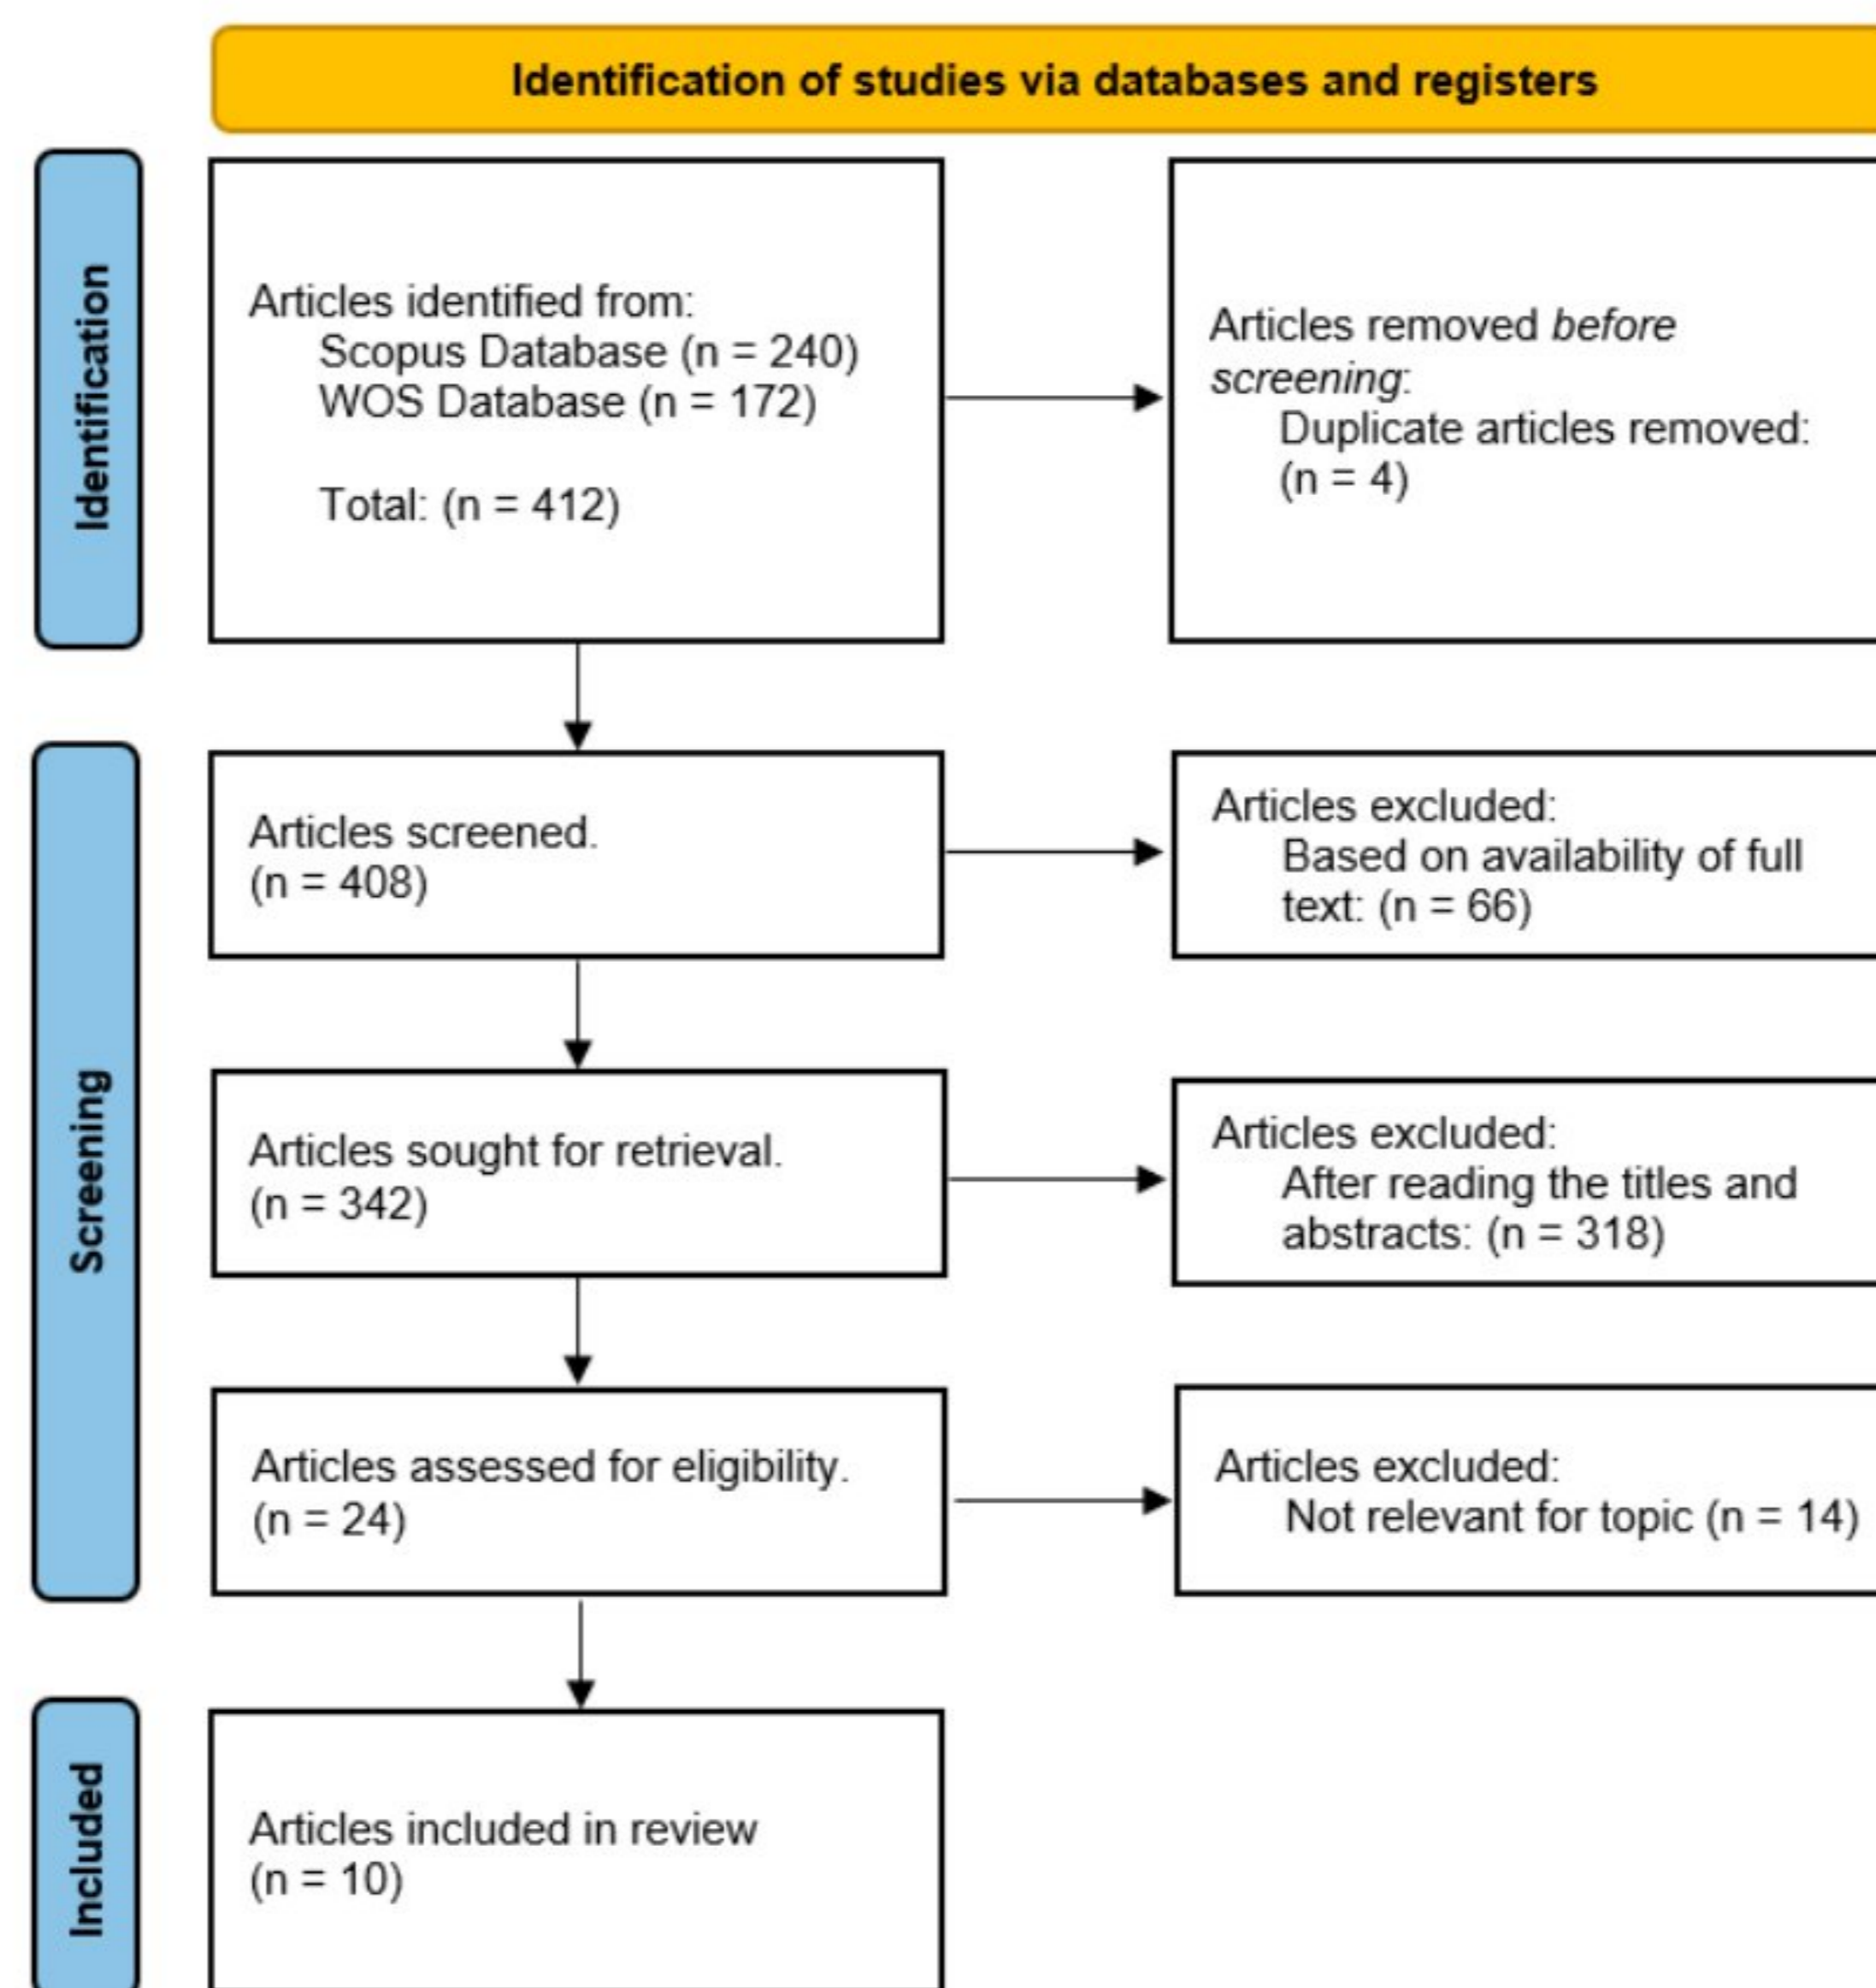 Identification of studies via databases and registers
Identification
Articles identified from:
Scopus Database (n = 240)
WOS Database (n = 172)
Total: (n = 412)
Articles removed before
screening:
Duplicate articles removed:
(n = 4)
Screening
Articles screened.
(n = 408)
Articles excluded:
Based on availability of full
text: (n = 66)
Articles sought for retrieval.
(n = 342)
Articles excluded:
After reading the titles and
abstracts: (n = 318)
Articles assessed for eligibility.
(n = 24)
Articles excluded:
Not relevant for topic (n = 14)
Included
Articles included in review
(n = 10)